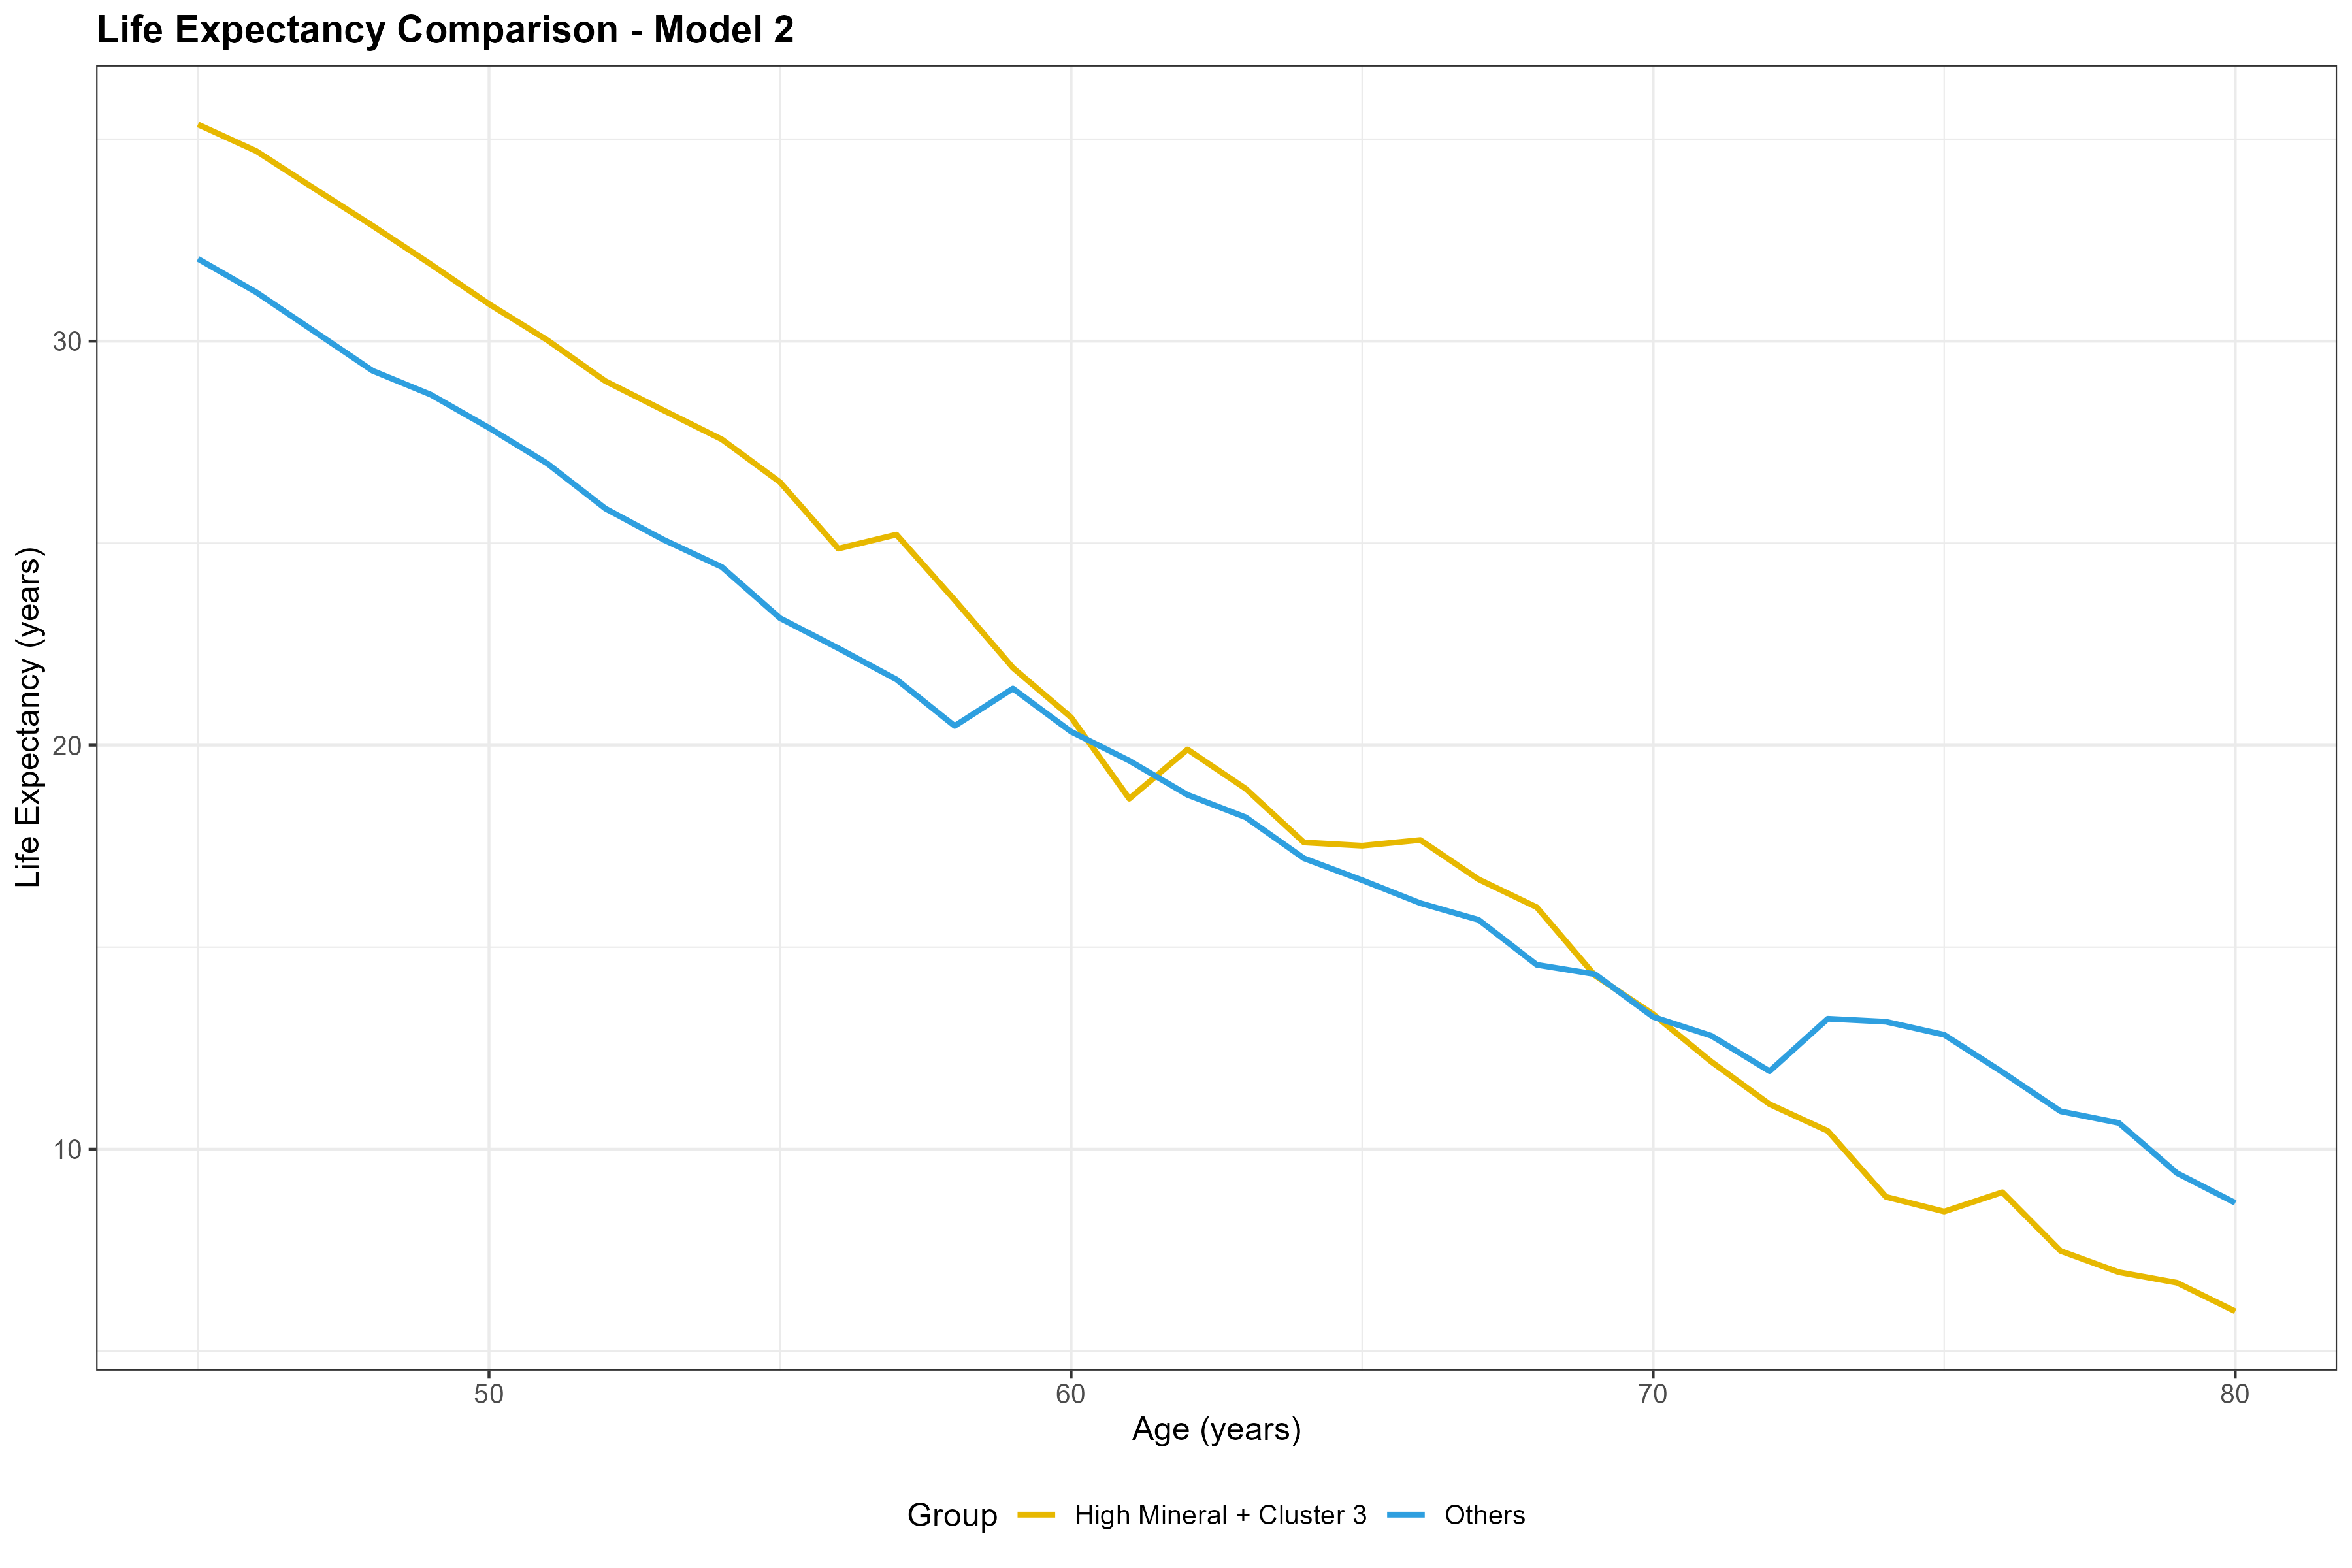 Life Expectancy Comparison - Model 2
Life Expectancy (years)
30
20
10
50 60 70 80
Age (years)
Group High Mineral + Cluster 3 Others